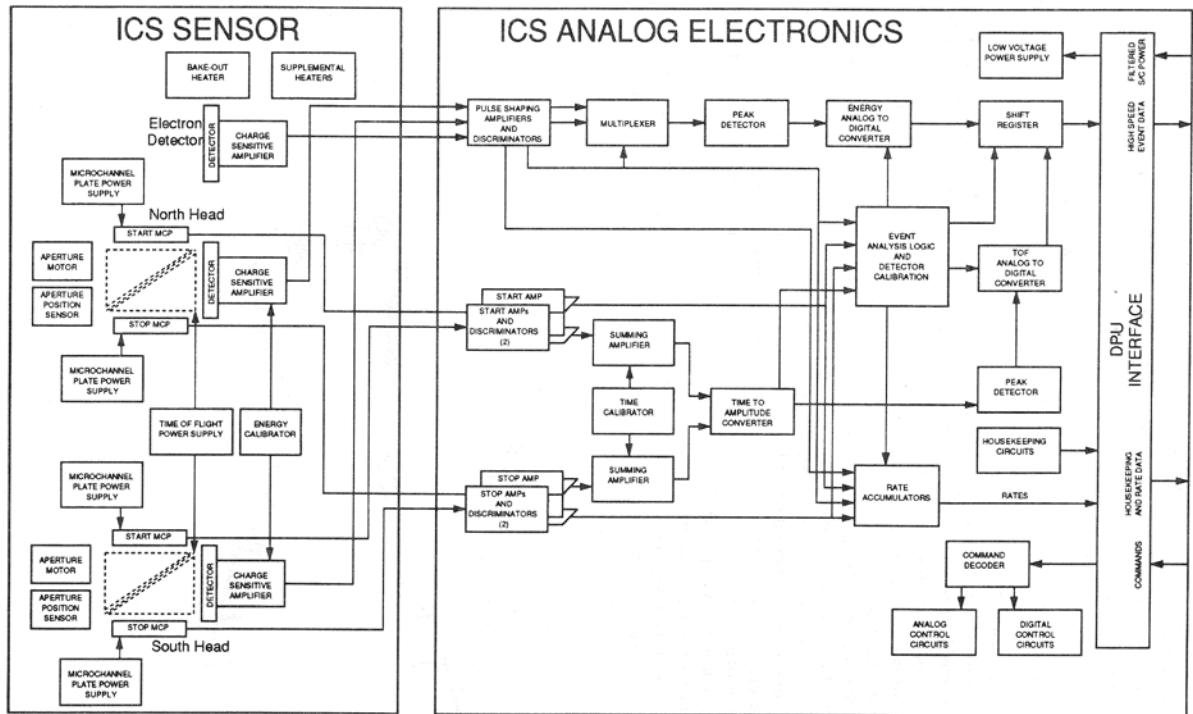 ICS SENSOR
BAKE-OUT
HEATER
SUPPLEMENTAL
HEATERS
Electron
Detector
DETECTOR
CHARGE
SENSITIVE
AMPLIFIER
MICROCHANNEL
PLATE POWER
SUPPLY
North Head
START MCP
APERTURE
MOTOR
DETECTOR
CHARGE
SENSITIVE
AMPLIFIER
APERTURE
POSITION
SENSOR
STOP MCP
MICROCHANNEL
PLATE POWER
SUPPLY
TIME OF FLIGHT
POWER SUPPLY
ENERGY
CALIBRATOR
MICROCHANNEL
PLATE POWER
SUPPLY
START MCP
APERTURE
MOTOR
DETECTOR
CHARGE
SENSITIVE
AMPLIFIER
APERTURE
POSITION
SENSOR
STOP MCP
South Head
MICROCHANNEL
PLATE POWER
SUPPLY
ICS ANALOG ELECTRONICS
LOW VOLTAGE
POWER SUPPLY
PULSE SHAPING
AMPLIFIERS
AND
DISCRIMINATORS
MULTIPLEXER
PEAK
DETECTOR
ENERGY
ANALOG TO
DIGITAL
CONVERTER
SHIFT
REGISTER
EVENT
ANALYSIS LOGIC
AND
DETECTOR
CALIBRATION
TOF
ANALOG TO
DIGITAL
CONVERTER
START AMP
START AMPs
AND
DISCRIMINATORS
(2)
SUMMING
AMPLIFIER
TIME
CALIBRATOR
TIME TO
AMPLITUDE
CONVERTER
PEAK
DETECTOR
SUMMING
AMPLIFIER
HOUSEKEEPING
CIRCUITS
STOP AMP
STOP AMPs
AND
DISCRIMINATORS
(2)
RATE
ACCUMULATORS
RATES
COMMAND
DECODER
ANALOG
CONTROL
CIRCUITS
DIGITAL
CONTROL
CIRCUITS
DPU
INTERFACE
FILTERED
S/C POWER
HIGH SPEED
EVENT DATA
HOUSEKEEPING
AND RATE DATA
COMMANDS